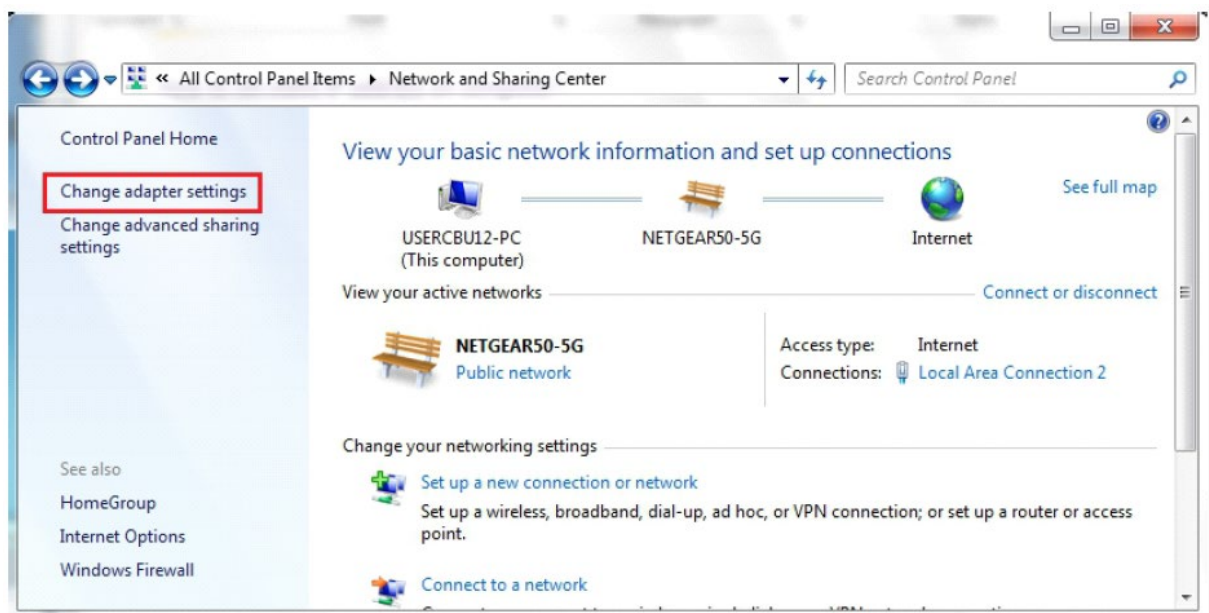 « All Control Panel Items ▸ Network and Sharing Center
Search Control Panel
Control Panel Home
Change adapter settings
Change advanced sharing
settings
See also
HomeGroup
Internet Options
Windows Firewall
View your basic network information and set up connections
See full map
USERCBU12-PC
(This computer)
NETGEAR50-5G
Internet
View your active networks
Connect or disconnect
NETGEAR50-5G
Public network
Access type: Internet
Connections: Local Area Connection 2
Change your networking settings
Set up a new connection or network
Set up a wireless, broadband, dial-up, ad hoc, or VPN connection; or set up a router or access
point.
Connect to a network